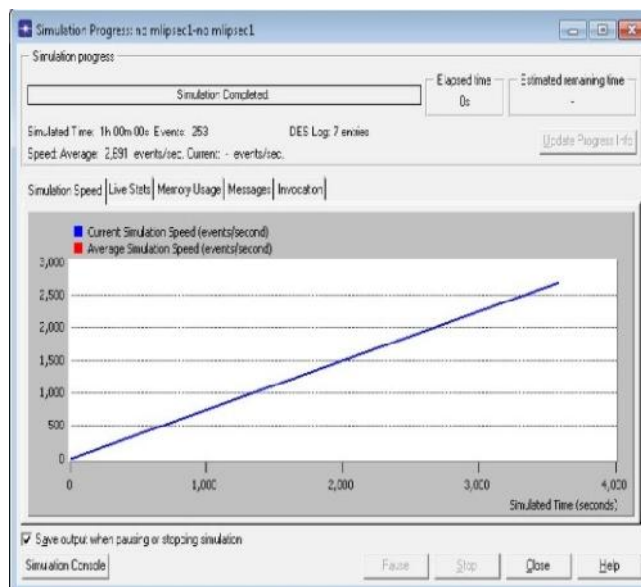 Simulation Progress: no mlipsec1-no mlipsec1
Simulation progress
Simulation Completed.
Elapsed time
0s
Estimated remaining time
-
Simulated Time: 1h 00m 00s Events: 253 DES Log: 7 entries
Speed: Average: 2,691 events/sec. Current: - events/sec.
Update Progress Info
Simulation Speed Live Stats Memory Usage Messages Invocation
Current Simulation Speed (events/second)
Average Simulation Speed (events/second)
3,000
2,500
2,000
1,500
1,000
500
0
0 1,000 2,000 3,000 4,000
Simulated Time (seconds)
Save output when pausing or stopping simulation
Simulation Console Pause Stop Close Help